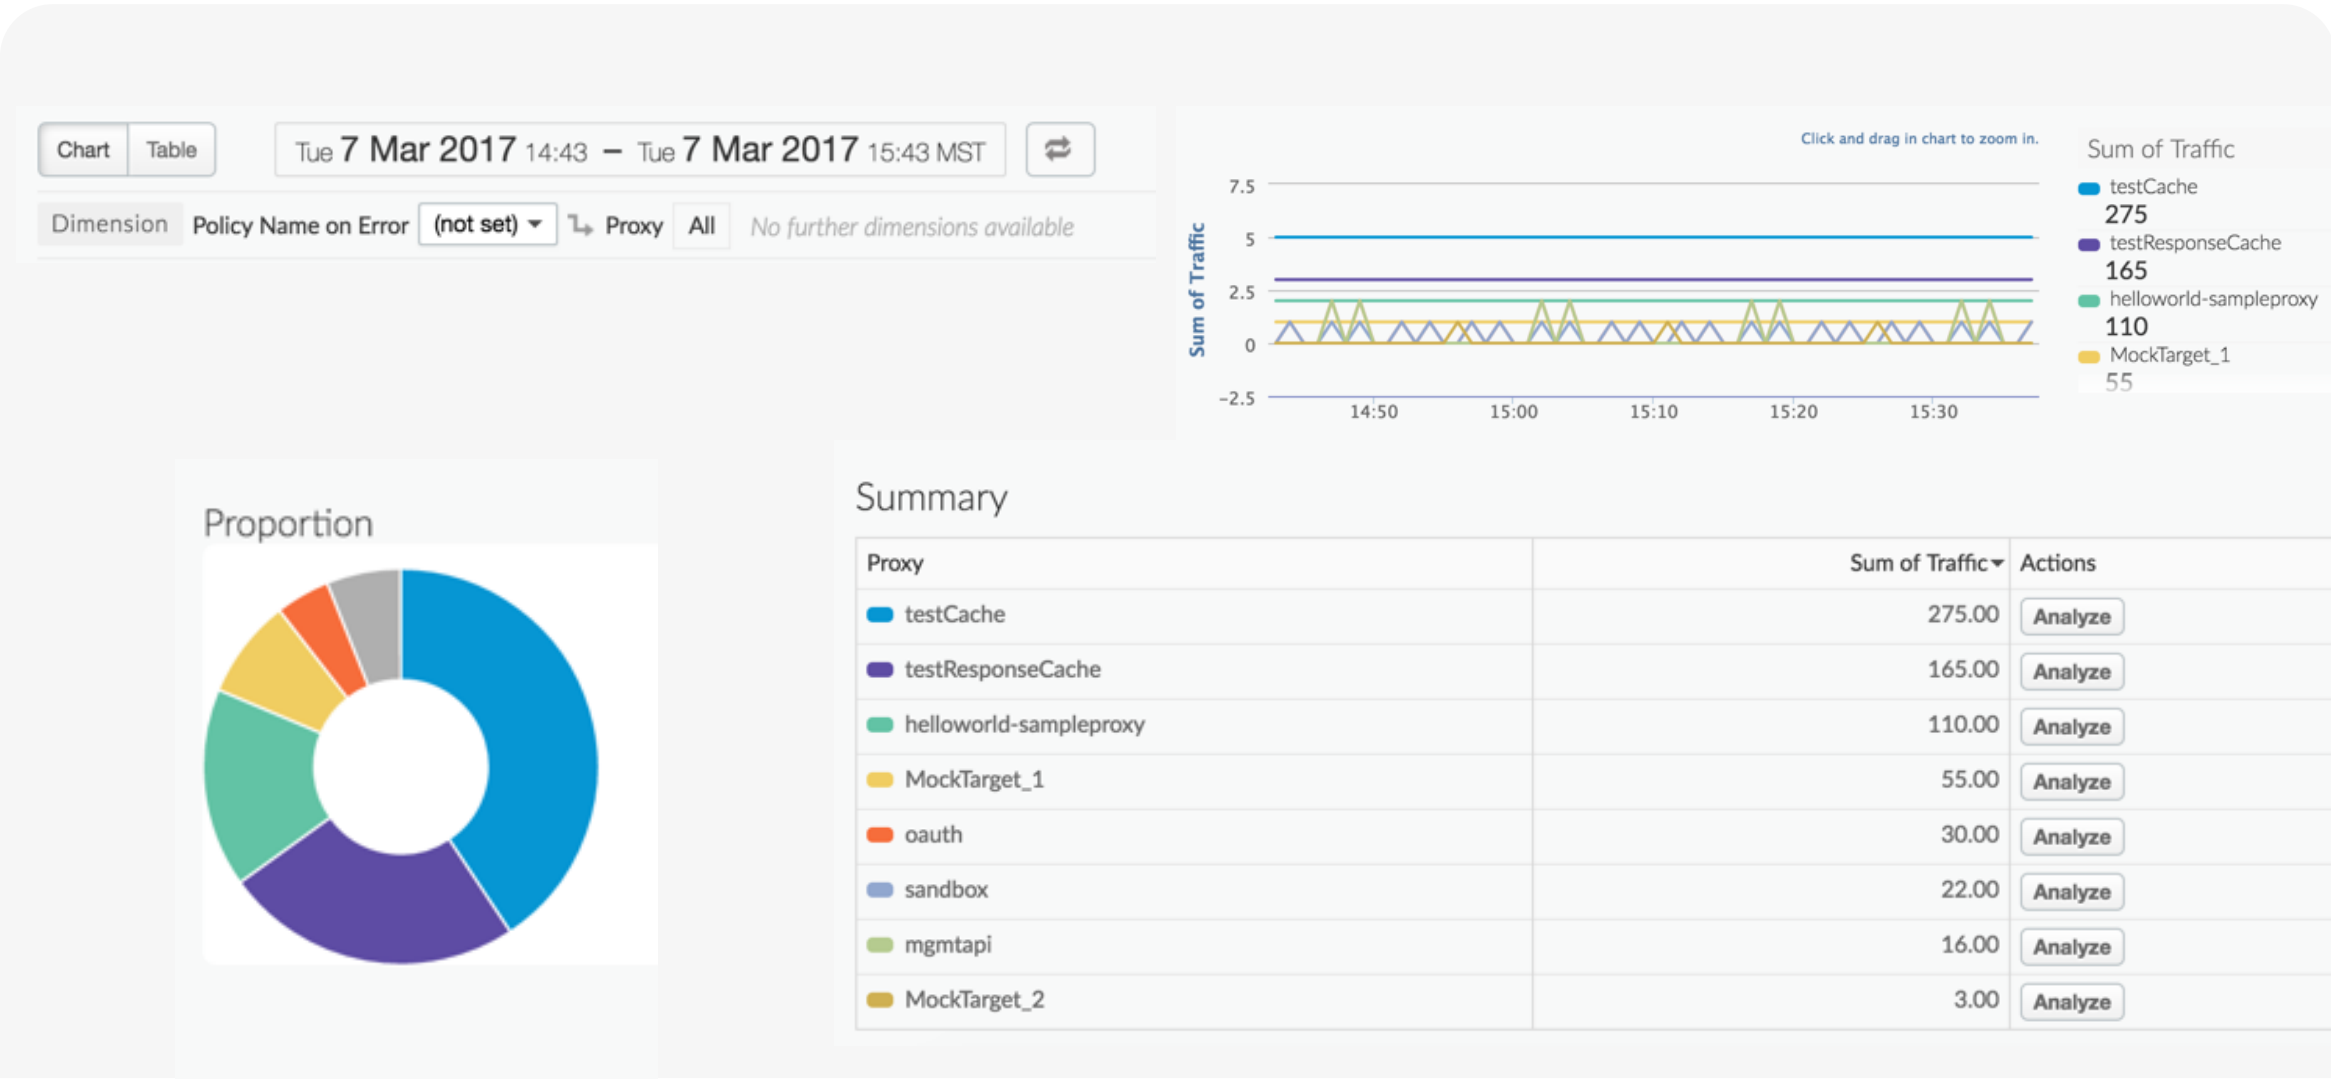 Chart Table Tue 7 Mar 2017 14:43 – Tue 7 Mar 2017 15:43 MST
Dimension Policy Name on Error (not set) Proxy All No further dimensions available
Click and drag in chart to zoom in.
Sum of Traffic
7.5
5
2.5
0
−2.5
14:50 15:00 15:10 15:20 15:30
Sum of Traffic
testCache
275
testResponseCache
165
helloworld-sampleproxy
110
MockTarget_1
55
Proportion
Summary
Proxy Sum of Traffic Actions
testCache 275.00 Analyze
testResponseCache 165.00 Analyze
helloworld-sampleproxy 110.00 Analyze
MockTarget_1 55.00 Analyze
oauth 30.00 Analyze
sandbox 22.00 Analyze
mgmtapi 16.00 Analyze
MockTarget_2 3.00 Analyze